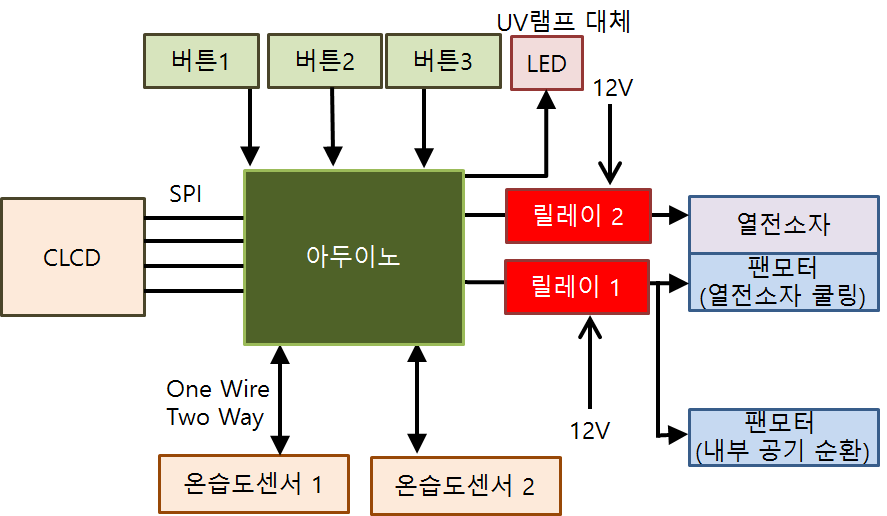 UV램프 대체
버튼1
버튼2
버튼3
LED
12V
SPI
릴레이 2
열전소자
CLCD
아두이노
릴레이 1
팬모터
(열전소자 쿨링)
One Wire
Two Way
12V
팬모터
(내부 공기 순환)
온습도센서 1
온습도센서 2